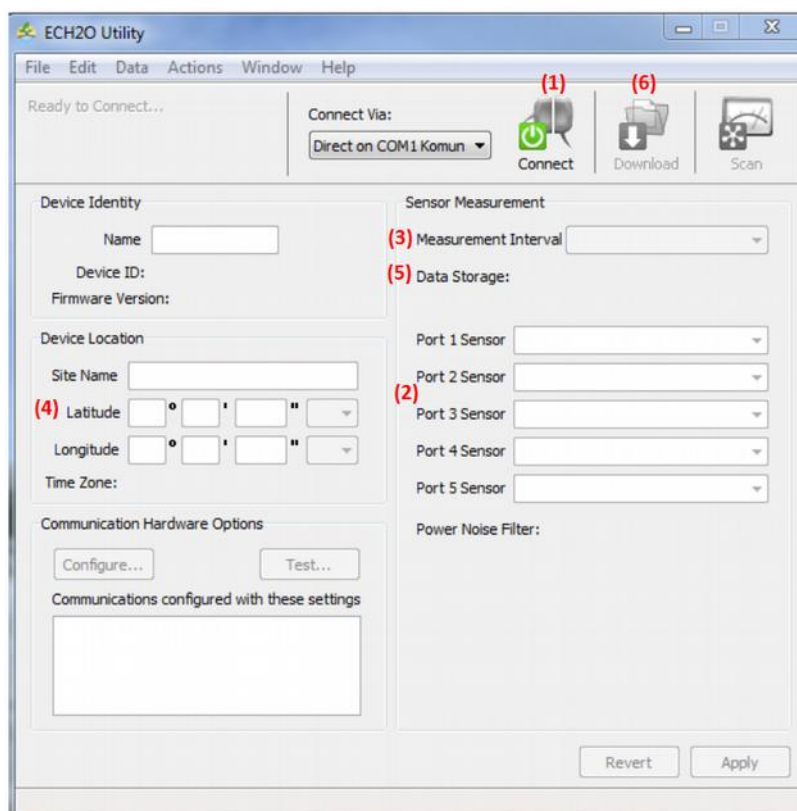 ECH2O Utility
File Edit Data Actions Window Help
(1) (6)
Ready to Connect...
Connect Via:
Direct on COM1 Komun
Connect
Download
Scan
Device Identity
Name
Device ID:
Firmware Version:
Device Location
Site Name
(4) Latitude o ' "
Longitude o ' "
Time Zone:
Communication Hardware Options
Configure... Test...
Communications configured with these settings
Sensor Measurement
(3) Measurement Interval
(5) Data Storage:
Port 1 Sensor
Port 2 Sensor
(2)
Port 3 Sensor
Port 4 Sensor
Port 5 Sensor
Power Noise Filter:
Revert Apply